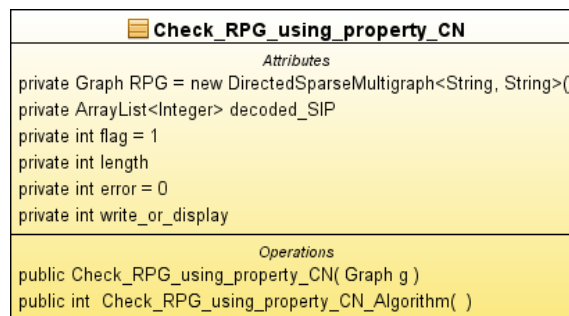 Check_RPG_using_property_CN
Attributes
private Graph RPG = new DirectedSparseMultigraph<String, String>()
private ArrayList<Integer> decoded_SIP
private int flag = 1
private int length
private int error = 0
private int write_or_display
Operations
public Check_RPG_using_property_CN( Graph g )
public int Check_RPG_using_property_CN_Algorithm( )